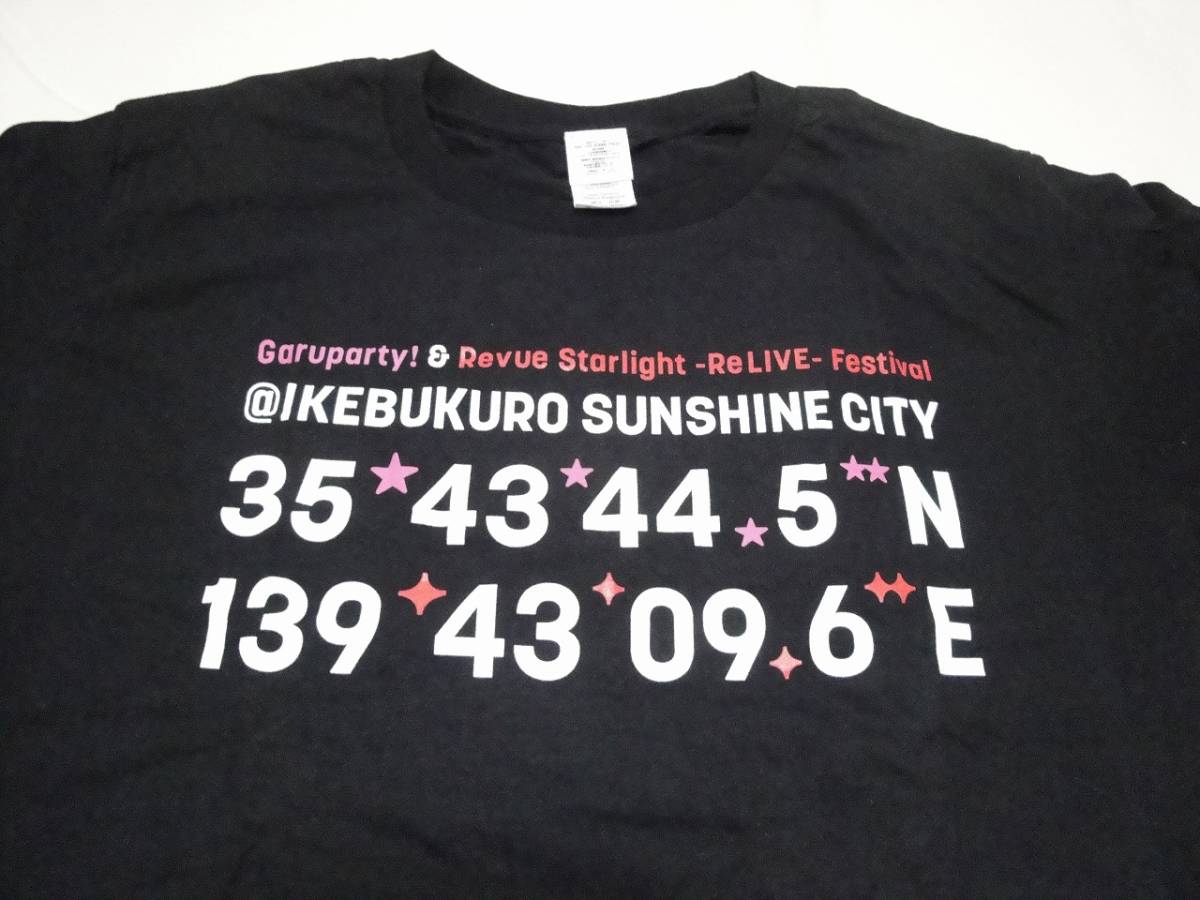 Garuparty! & Revue Starlight -ReLIVE- Festival
@IKEBUKURO SUNSHINE CITY
35★43★44★5★★N
139✦43✦09✦6✦✦E